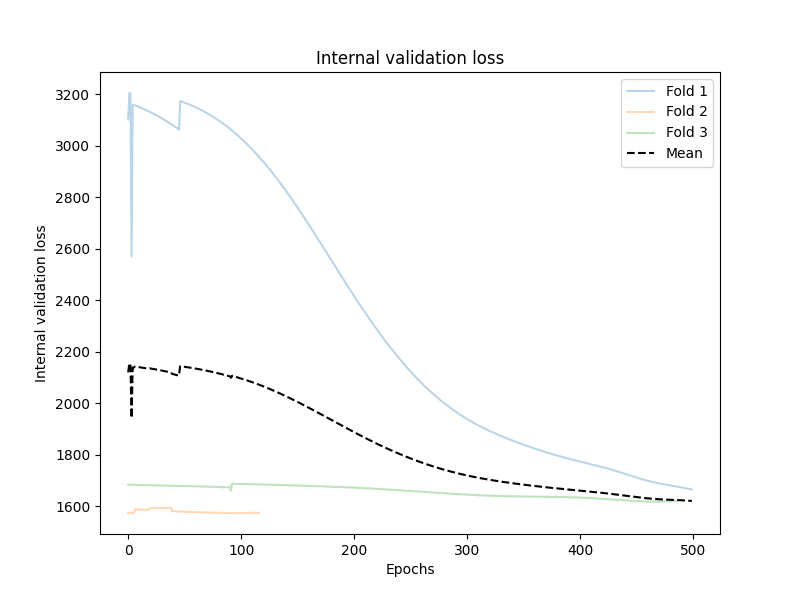 Internal validation loss
Fold 1
Fold 2
Fold 3
Mean
Internal validation loss
3200
3000
2800
2600
2400
2200
2000
1800
1600
0 100 200 300 400 500
Epochs